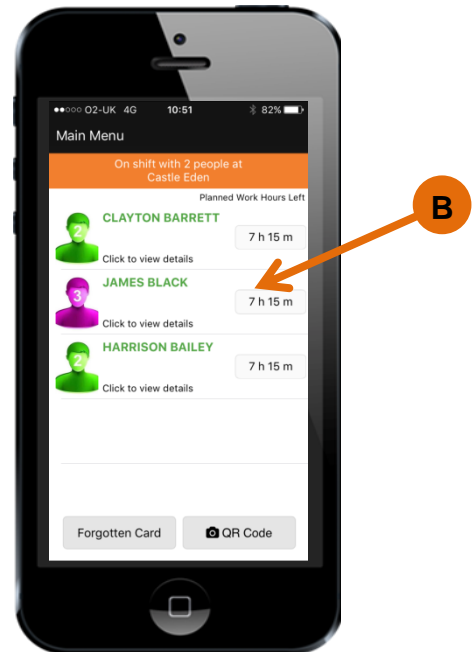 ●●○○○ O2-UK 4G 10:51 82%
Main Menu
On shift with 2 people at
Castle Eden
Planned Work Hours Left
CLAYTON BARRETT
2
7 h 15 m
Click to view details
JAMES BLACK
3
7 h 15 m
Click to view details
HARRISON BAILEY
2
7 h 15 m
Click to view details
Forgotten Card
QR Code
B